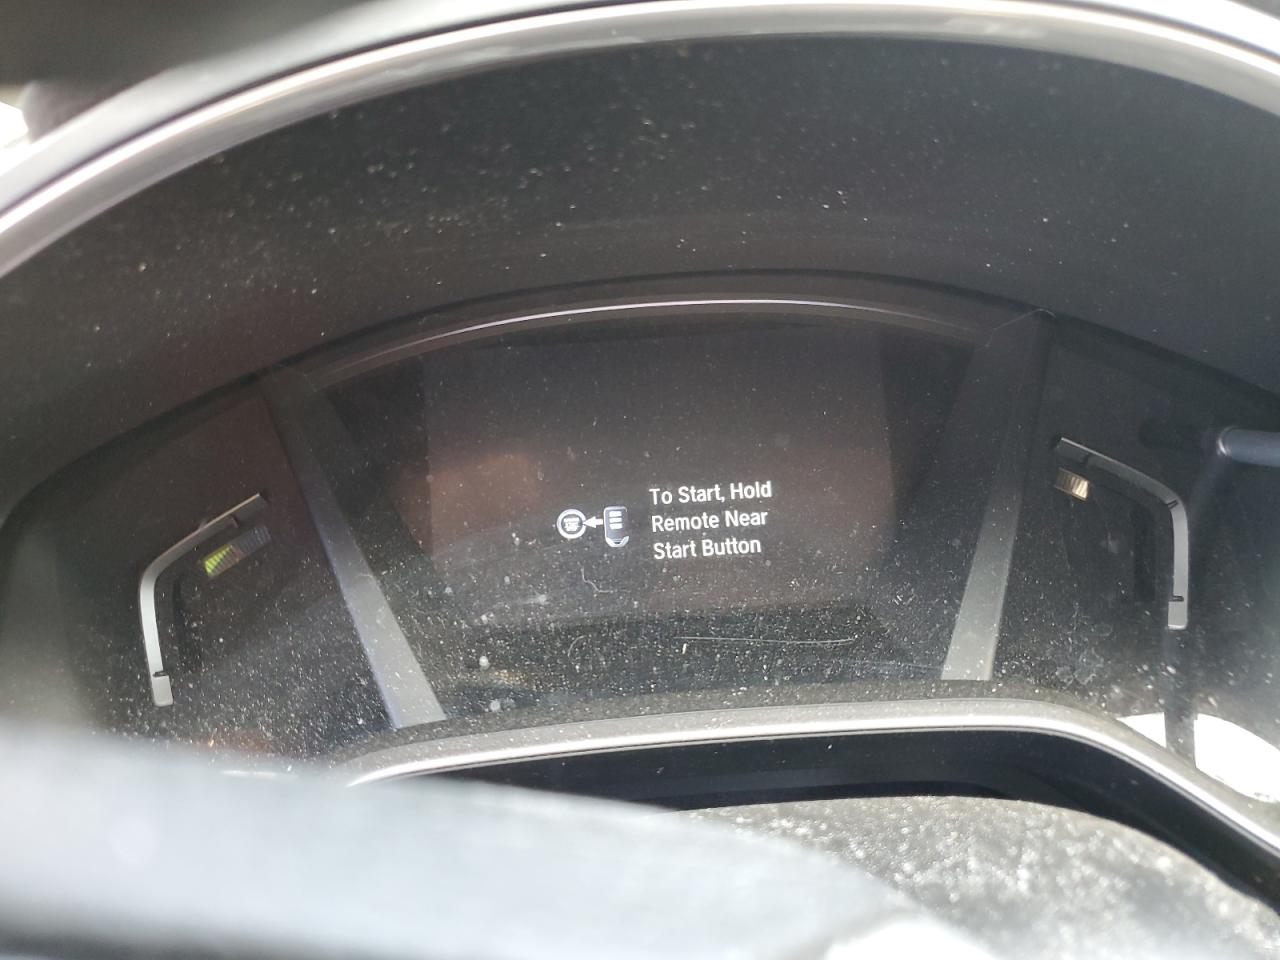 To Start, Hold
Remote Near
Start Button